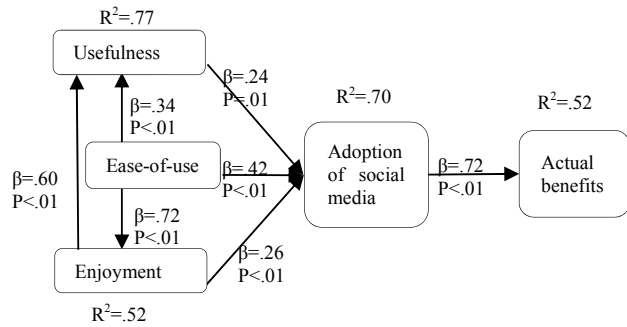 R²=.77
Usefulness
β=.24
P=.01
R²=.70
R²=.52
β=.34
P<.01
Ease-of-use
β=.42
P<.01
Adoption
of social
media
β=.72
P<.01
Actual
benefits
β=.60
P<.01
β=.72
P<.01
Enjoyment
β=.26
P<.01
R²=.52